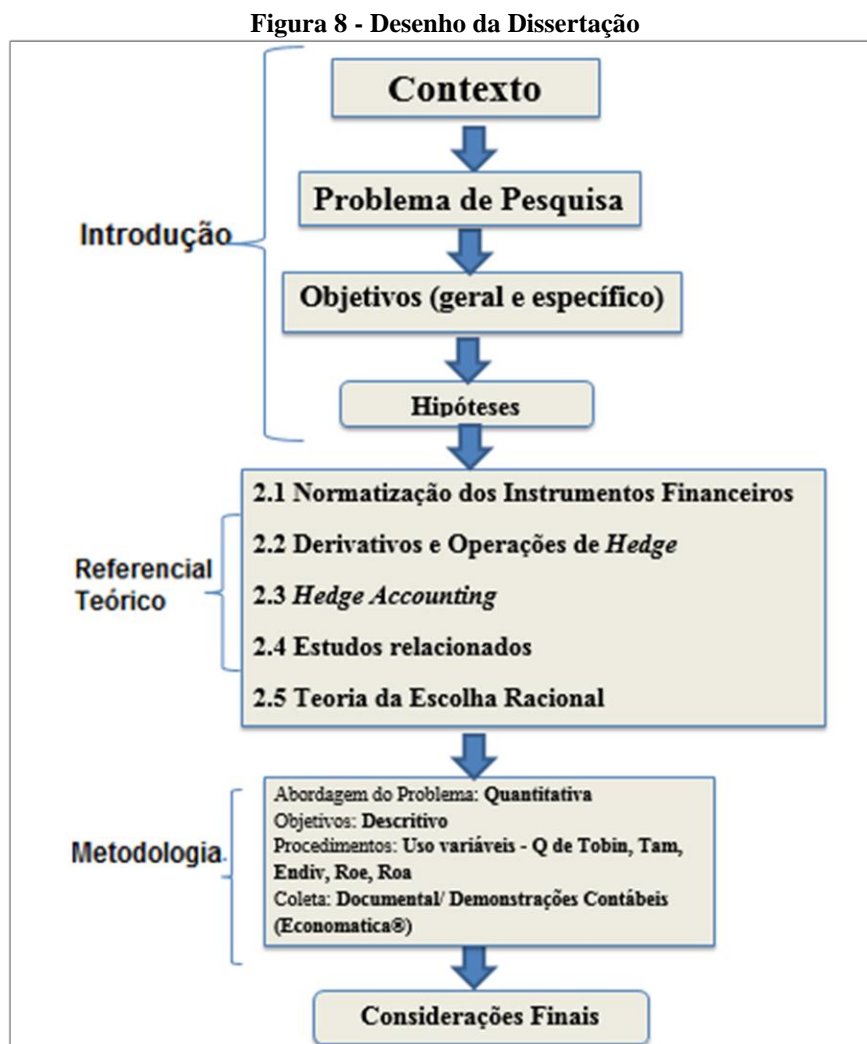 Figura 8 - Desenho da Dissertação
Contexto
Problema de Pesquisa
Introdução
Objetivos (geral e específico)
Hipóteses
2.1 Normatização dos Instrumentos Financeiros
2.2 Derivativos e Operações de Hedge
Referencial
Teórico
2.3 Hedge Accounting
2.4 Estudos relacionados
2.5 Teoria da Escolha Racional
Metodologia
Abordagem do Problema: Quantitativa
Objetivos: Descritivo
Procedimentos: Uso variáveis - Q de Tobin, Tam,
Endiv, Roe, Roa
Coleta: Documental/ Demonstrações Contábeis
(Economatica®)
Considerações Finais